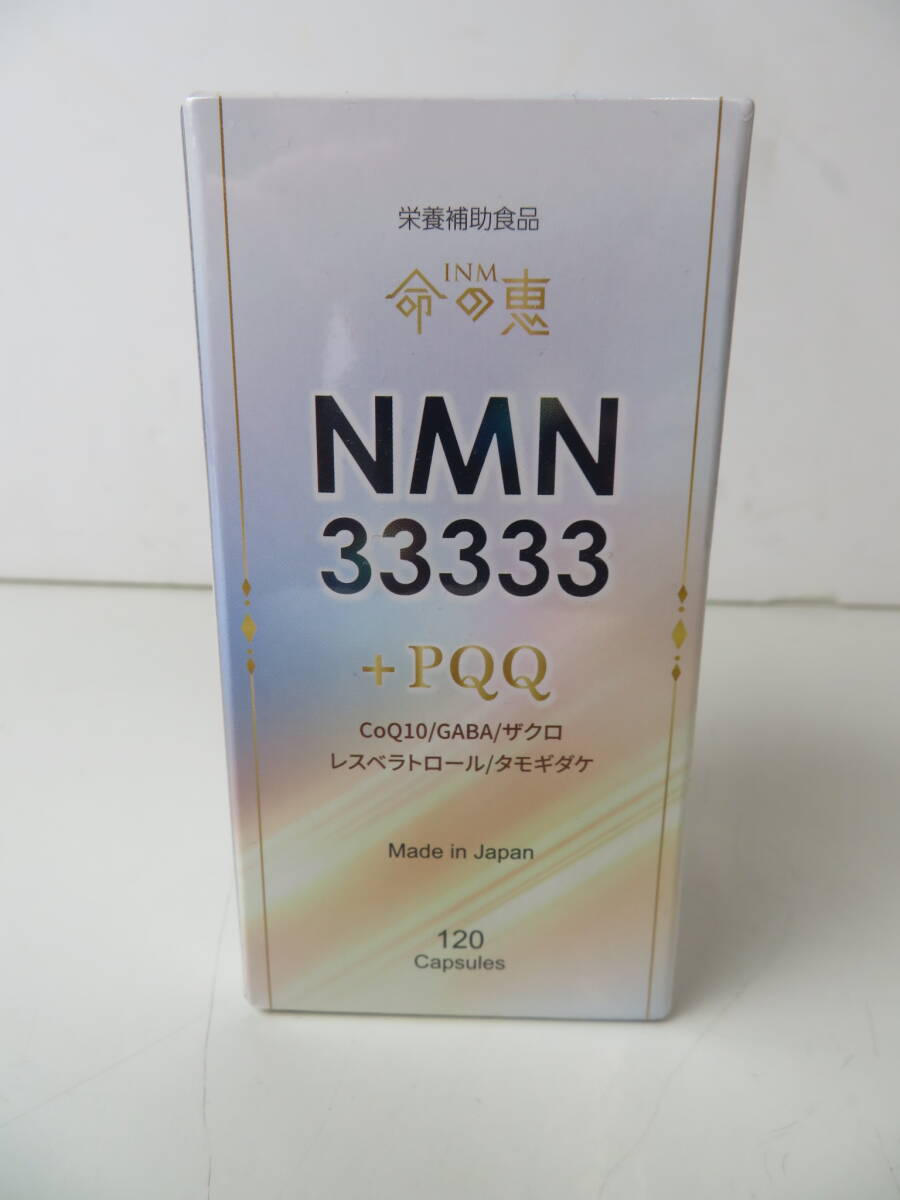 栄養補助食品
INM
命の恵
NMN
33333
+PQQ
CoQ10/GABA/ザクロ
レスベラトロール/タモギダケ
Made in Japan
120
Capsules